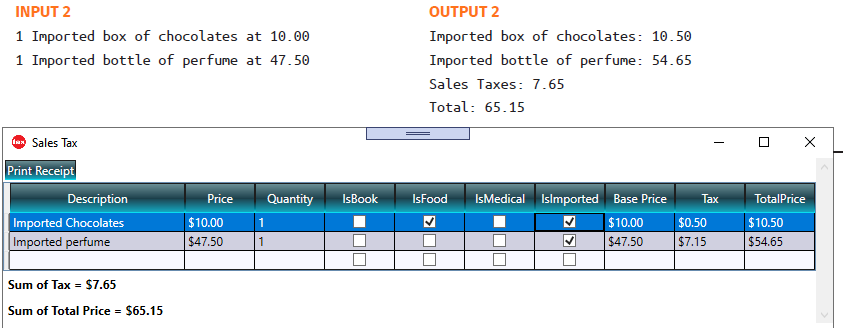 INPUT 2
1 Imported box of chocolates at 10.00
1 Imported bottle of perfume at 47.50
OUTPUT 2
Imported box of chocolates: 10.50
Imported bottle of perfume: 54.65
Sales Taxes: 7.65
Total: 65.15
tax Sales Tax
Print Receipt
Description Price Quantity IsBook IsFood IsMedical IsImported Base Price Tax TotalPrice
Imported Chocolates $10.00 1 $10.00 $0.50 $10.50
Imported perfume $47.50 1 $47.50 $7.15 $54.65
Sum of Tax = $7.65
Sum of Total Price = $65.15